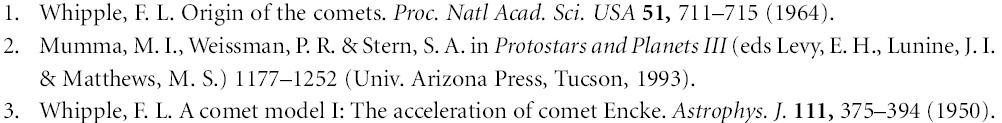 1. Whipple, F. L. Origin of the comets. Proc. Natl Acad. Sci. USA 51, 711–715 (1964).
2. Mumma, M. I., Weissman, P. R. & Stern, S. A. in Protostars and Planets III (eds Levy, E. H., Lunine, J. I.
& Matthews, M. S.) 1177–1252 (Univ. Arizona Press, Tucson, 1993).
3. Whipple, F. L. A comet model I: The acceleration of comet Encke. Astrophys. J. 111, 375–394 (1950).